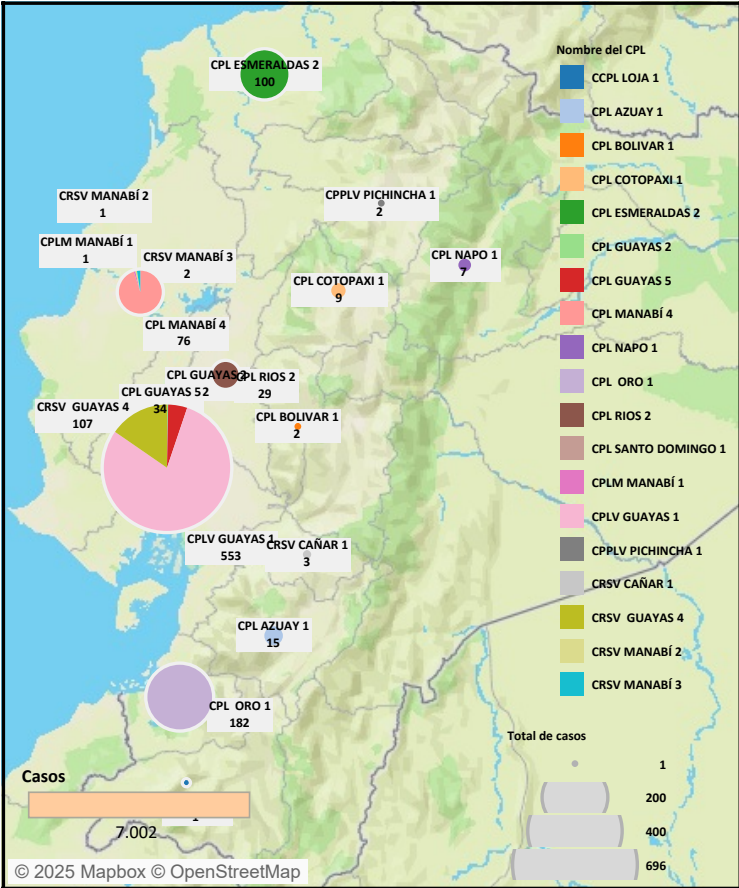 CPL ESMERALDAS 2
100
CPPLV PICHINCHA 1
2
CRSV MANABÍ 2
1
CPLM MANABÍ 1
1
CRSV MANABÍ 3
2
CPL NAPO 1
7
CPL COTOPAXI 1
9
CPL MANABÍ 4
76
CPL GUAYAS 2
2
CPL RIOS 2
29
CPL GUAYAS 5
34
CRSV  GUAYAS 4
107
CPL BOLIVAR 1
2
CPLV GUAYAS 1
553
CRSV CAÑAR 1
3
CPL AZUAY 1
15
CPL  ORO 1
182
1
Casos
7.002
© 2025 Mapbox © OpenStreetMap
Nombre del CPL
CCPL LOJA 1
CPL AZUAY 1
CPL BOLIVAR 1
CPL COTOPAXI 1
CPL ESMERALDAS 2
CPL GUAYAS 2
CPL GUAYAS 5
CPL MANABÍ 4
CPL NAPO 1
CPL  ORO 1
CPL RIOS 2
CPL SANTO DOMINGO 1
CPLM MANABÍ 1
CPLV GUAYAS 1
CPPLV PICHINCHA 1
CRSV CAÑAR 1
CRSV  GUAYAS 4
CRSV MANABÍ 2
CRSV MANABÍ 3
Total de casos
1
200
400
696